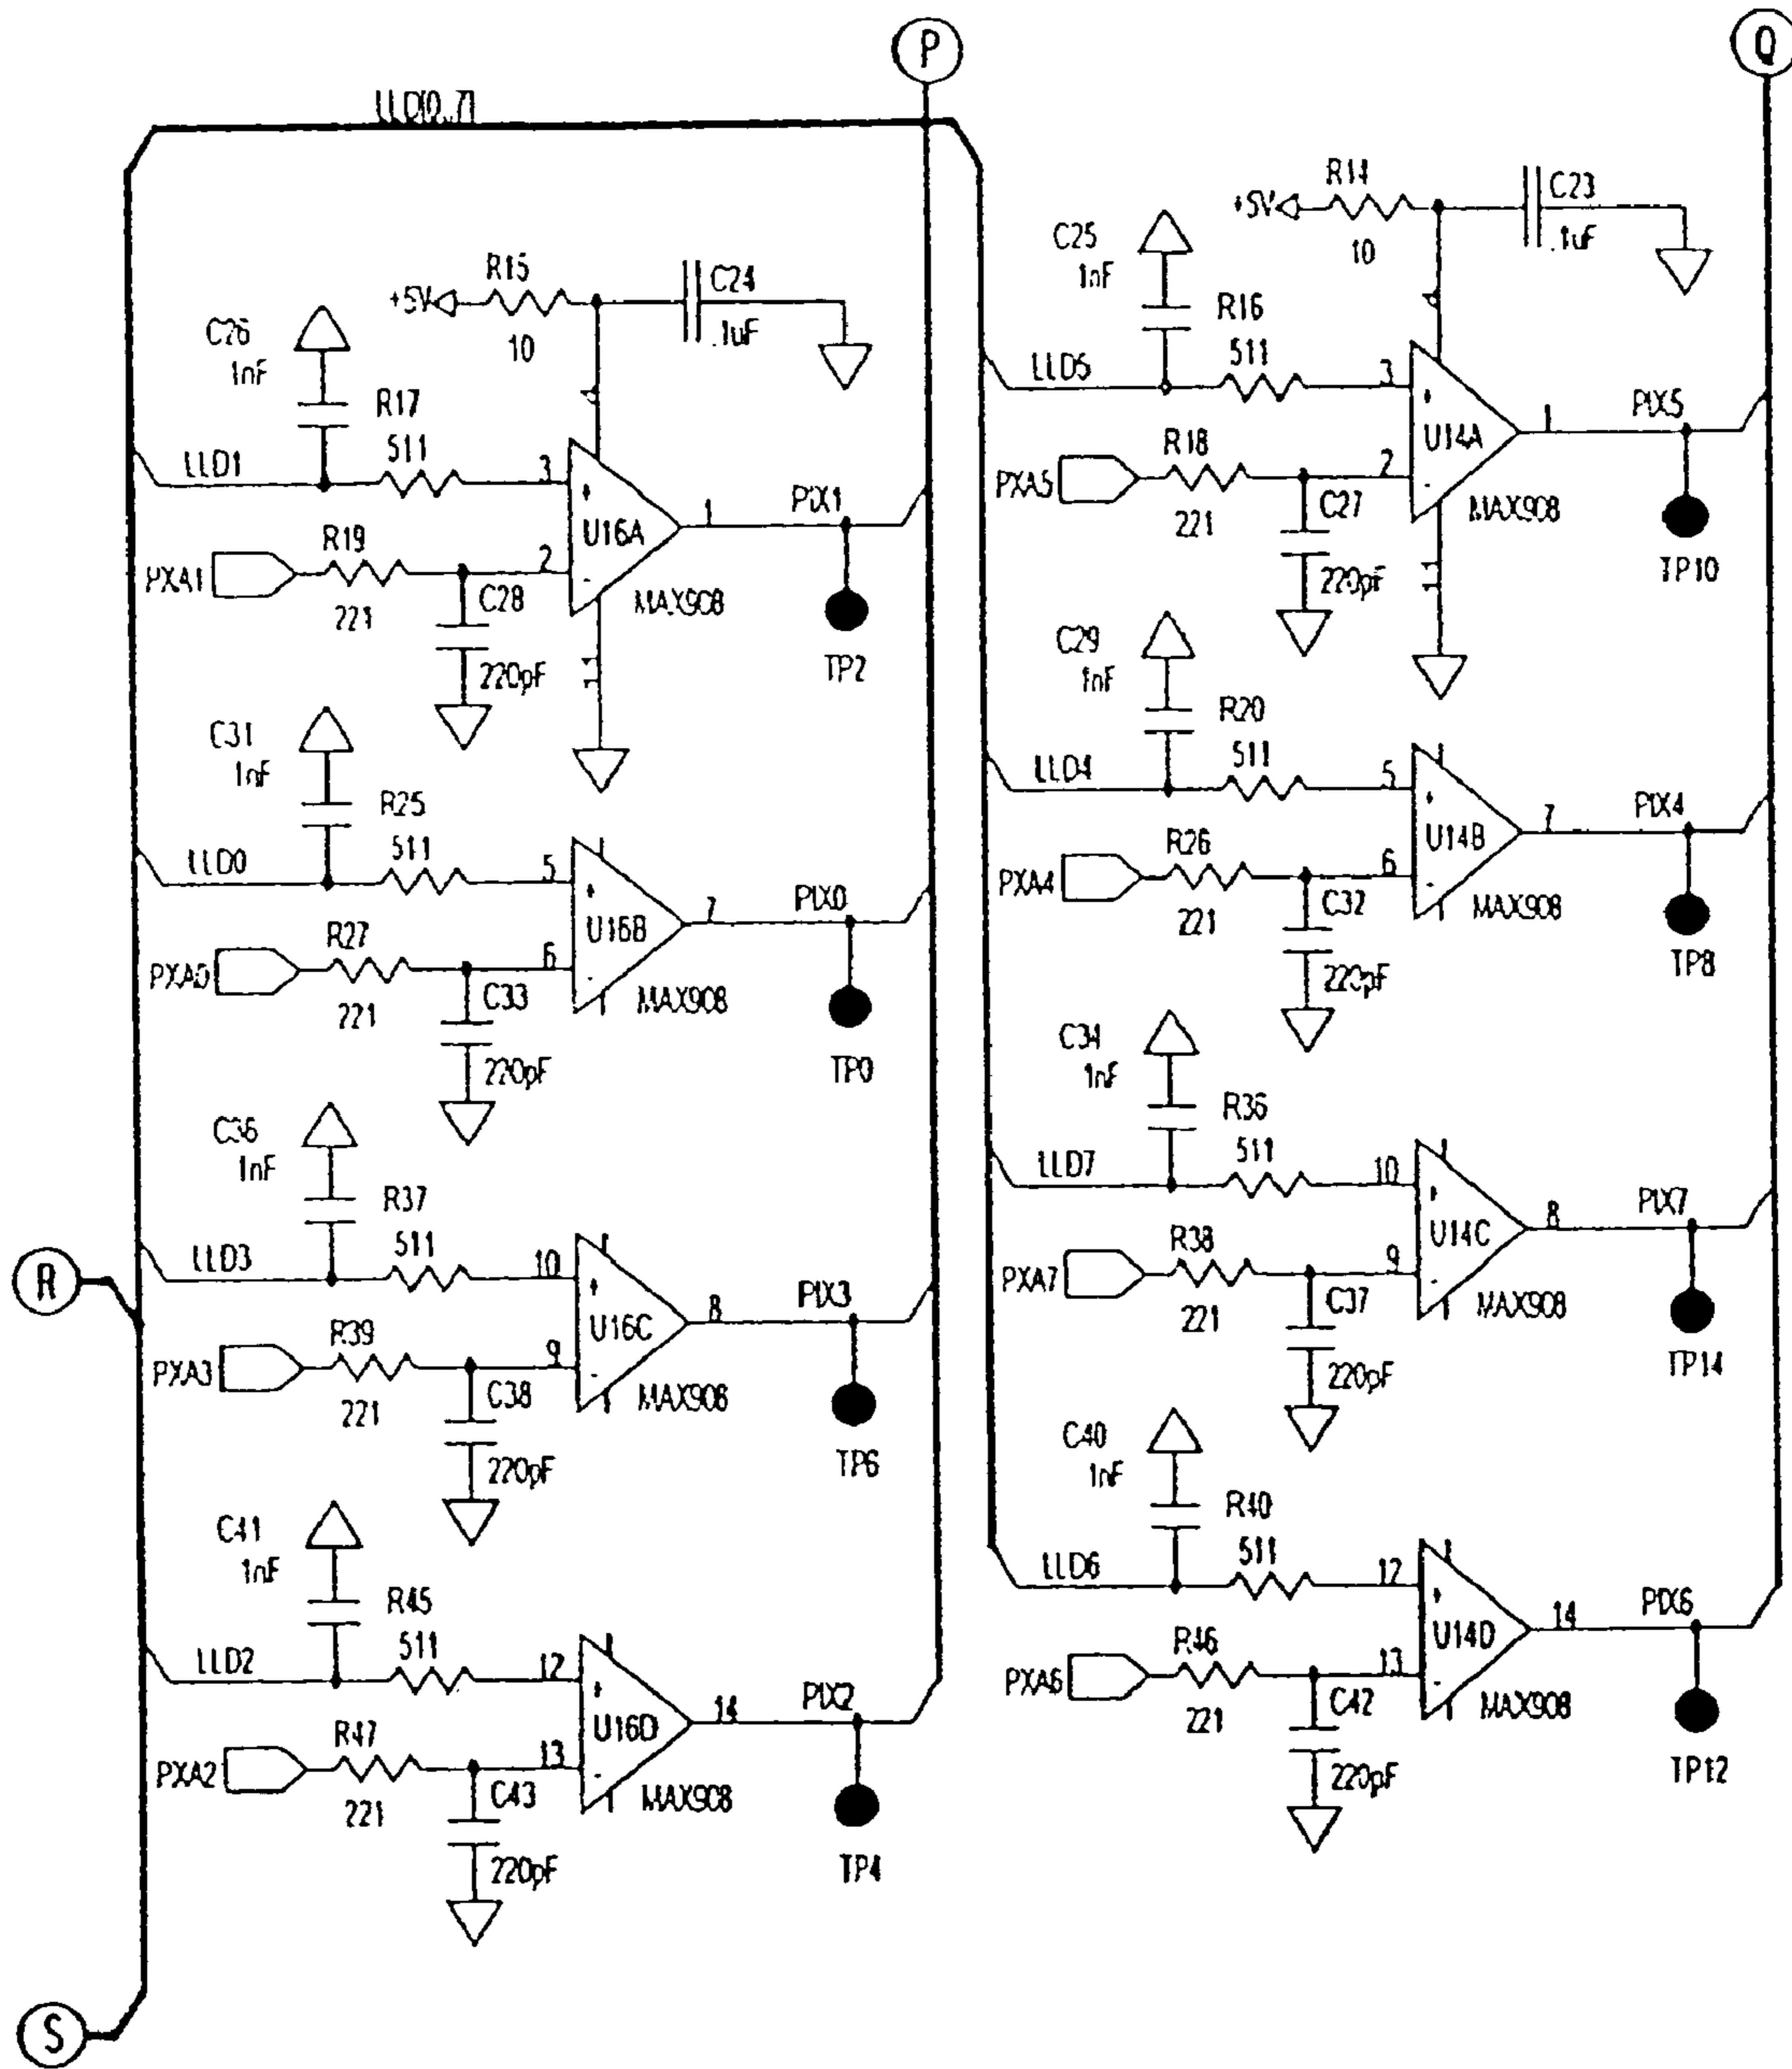 P
Q
LLD[0..7]
+5V
R15
10
C24
.1uF
C26
1nF
R17
511
LLD1
3
+
U16A
1
PIX1
PXA1
R19
221
2
-
C28
220pF
MAX908
4
11
TP2
C31
1nF
R25
511
LLD0
5
+
U16B
7
PIX0
PXA0
R27
221
6
-
C33
220pF
MAX908
TP0
C36
1nF
R37
511
LLD3
10
+
U16C
8
PIX3
PXA3
R39
221
9
-
C38
220pF
MAX908
TP6
C41
1nF
R45
511
LLD2
12
+
U16D
14
PIX2
PXA2
R47
221
13
-
C43
220pF
MAX908
TP4
R
S
+5V
R14
10
C23
.1uF
C25
1nF
R16
511
LLD5
3
+
U14A
1
PIX5
PXA5
R18
221
2
-
C27
220pF
MAX908
4
11
TP10
C29
1nF
R20
511
LLD4
5
+
U14B
7
PIX4
PXA4
R26
221
6
-
C32
220pF
MAX908
TP8
C34
1nF
R36
511
LLD7
10
+
U14C
8
PIX7
PXA7
R38
221
9
-
C37
220pF
MAX908
TP14
C40
1nF
R40
511
LLD6
12
+
U14D
14
PIX6
PXA6
R46
221
13
-
C42
220pF
MAX908
TP12